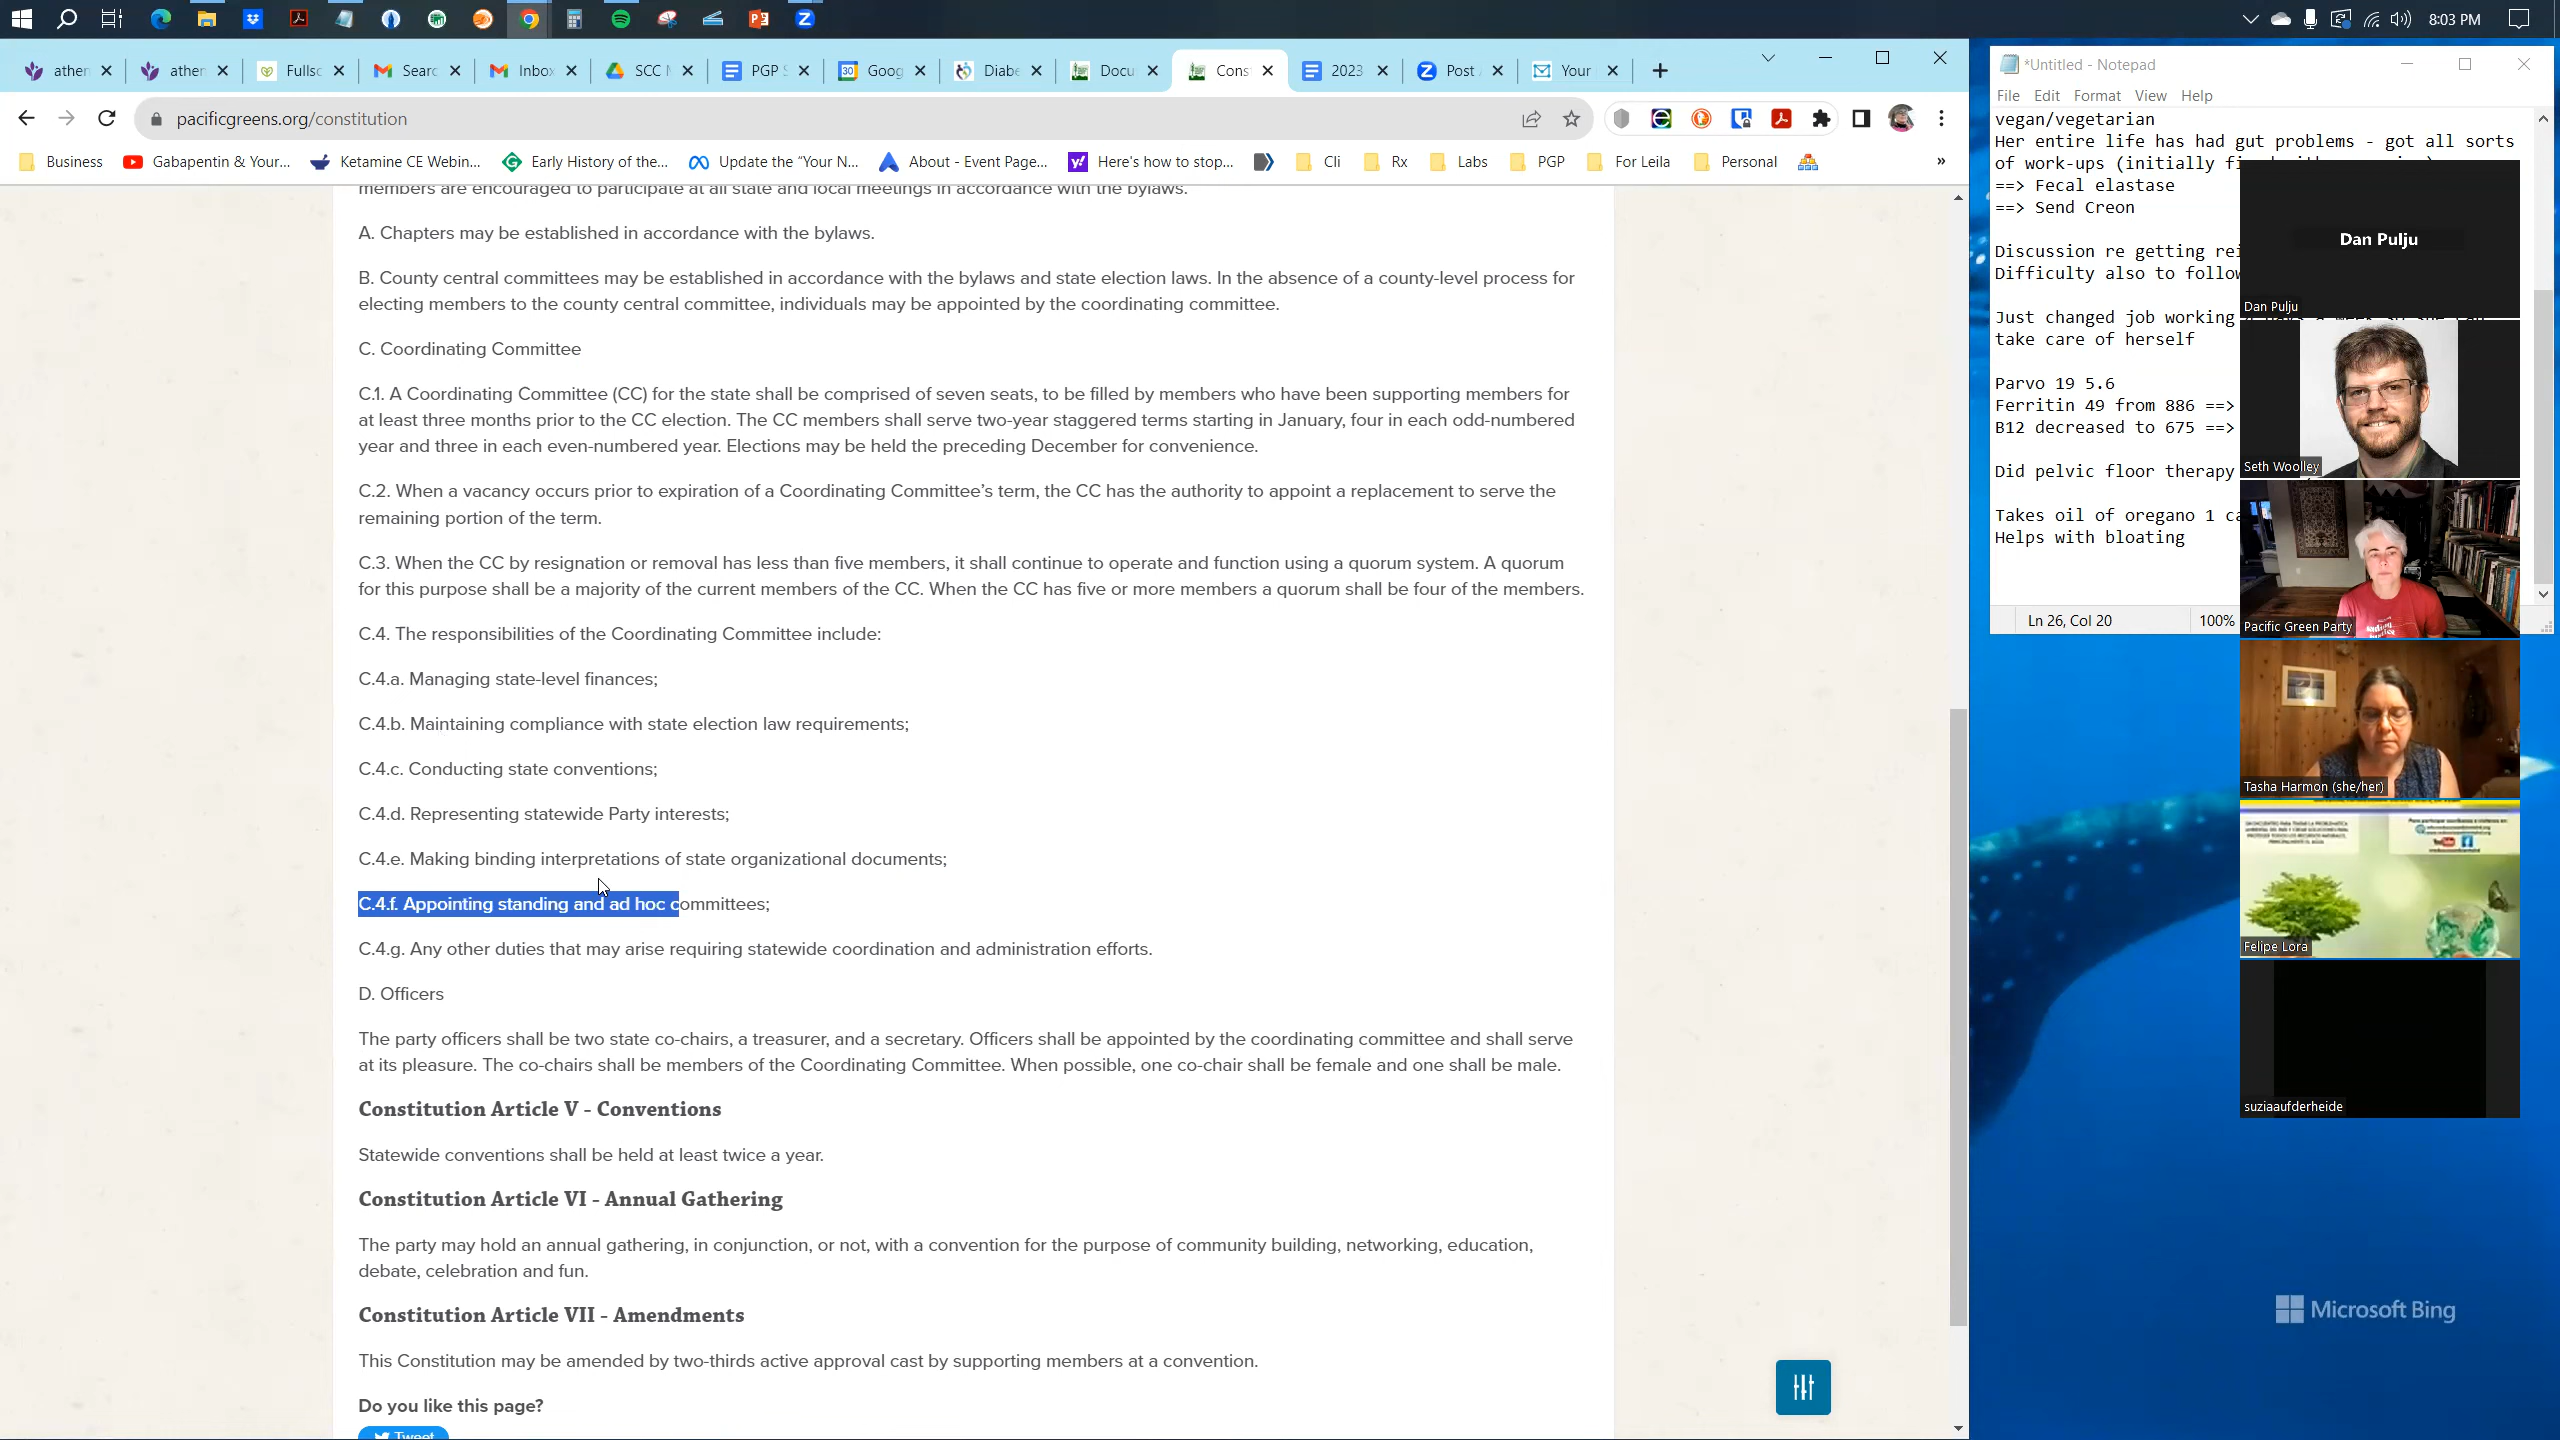 8:03 PM
ather
ather
Fullsc
Searc
Inbox
SCC M
PGP S
Goog
Diabe
Docu
Cons
2023
Post
Your
pacificgreens.org/constitution
Business
Gabapentin & Your...
Ketamine CE Webin...
Early History of the...
Update the “Your N...
About - Event Page...
Here's how to stop...
Cli
Rx
Labs
PGP
For Leila
Personal
»
members are encouraged to participate at all state and local meetings in accordance with the bylaws.
A. Chapters may be established in accordance with the bylaws.
B. County central committees may be established in accordance with the bylaws and state election laws. In the absence of a county-level process for
electing members to the county central committee, individuals may be appointed by the coordinating committee.
C. Coordinating Committee
C.1. A Coordinating Committee (CC) for the state shall be comprised of seven seats, to be filled by members who have been supporting members for
at least three months prior to the CC election. The CC members shall serve two-year staggered terms starting in January, four in each odd-numbered
year and three in each even-numbered year. Elections may be held the preceding December for convenience.
C.2. When a vacancy occurs prior to expiration of a Coordinating Committee’s term, the CC has the authority to appoint a replacement to serve the
remaining portion of the term.
C.3. When the CC by resignation or removal has less than five members, it shall continue to operate and function using a quorum system. A quorum
for this purpose shall be a majority of the current members of the CC. When the CC has five or more members a quorum shall be four of the members.
C.4. The responsibilities of the Coordinating Committee include:
C.4.a. Managing state-level finances;
C.4.b. Maintaining compliance with state election law requirements;
C.4.c. Conducting state conventions;
C.4.d. Representing statewide Party interests;
C.4.e. Making binding interpretations of state organizational documents;
C.4.f. Appointing standing and ad hoc committees;
C.4.g. Any other duties that may arise requiring statewide coordination and administration efforts.
D. Officers
The party officers shall be two state co-chairs, a treasurer, and a secretary. Officers shall be appointed by the coordinating committee and shall serve
at its pleasure. The co-chairs shall be members of the Coordinating Committee. When possible, one co-chair shall be female and one shall be male.
Constitution Article V - Conventions
Statewide conventions shall be held at least twice a year.
Constitution Article VI - Annual Gathering
The party may hold an annual gathering, in conjunction, or not, with a convention for the purpose of community building, networking, education,
debate, celebration and fun.
Constitution Article VII - Amendments
This Constitution may be amended by two-thirds active approval cast by supporting members at a convention.
Do you like this page?
Tweet
*Untitled - Notepad
File Edit Format View Help
vegan/vegetarian
Her entire life has had gut problems - got all sorts
of work-ups (initially
==> Fecal elastase
==> Send Creon
Discussion re getting
Difficulty also to
Just changed job working
take care of herself
Parvo 19 5.6
Ferritin 49 from 886 ==>
B12 decreased to 675 ==>
Did pelvic floor therapy
Takes oil of oregano 1
Helps with bloating
Ln 26, Col 20
100%
Dan Pulju
Dan Pulju
Seth Woolley
Pacific Green Party
Tasha Harmon (she/her)
Felipe Lora
suziaaufderheide
Microsoft Bing